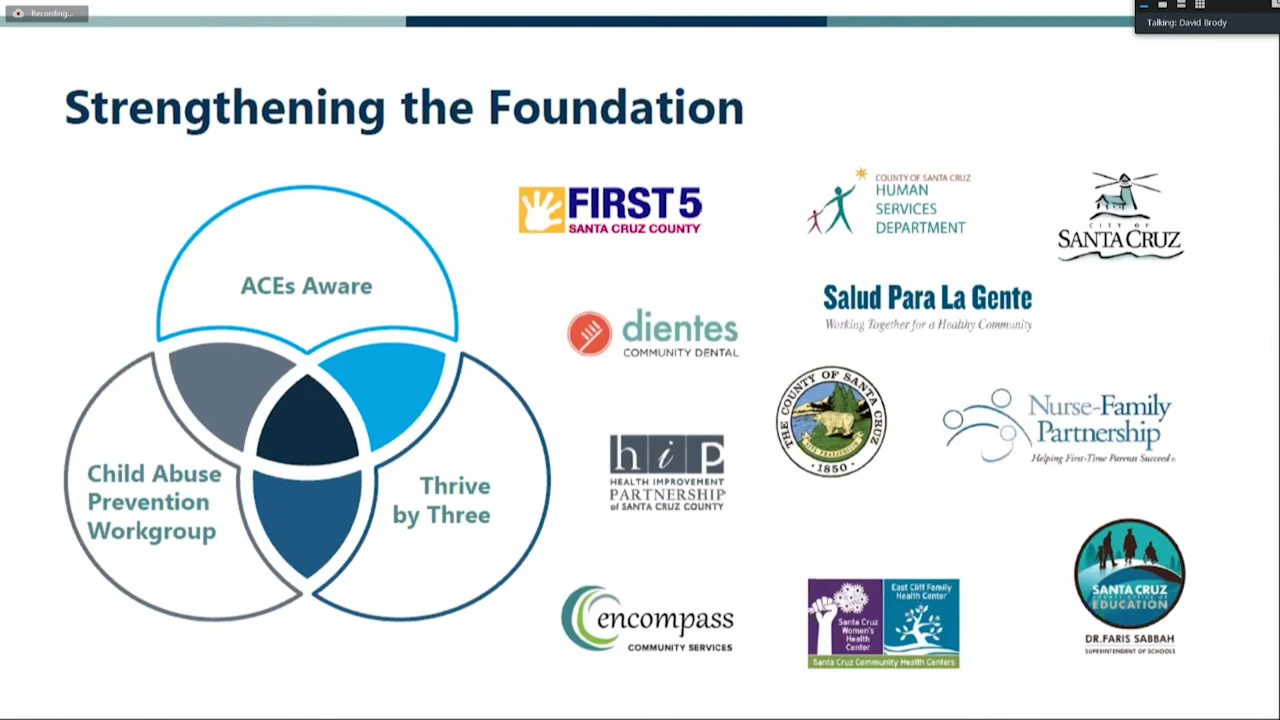 Recording...
Talking: David Brody
Strengthening the Foundation
ACEs Aware
Child Abuse
Prevention
Workgroup
Thrive
by Three
FIRST 5
SANTA CRUZ COUNTY
COUNTY OF SANTA CRUZ
HUMAN
SERVICES
DEPARTMENT
CITY OF
SANTA CRUZ
dientes
COMMUNITY DENTAL
Salud Para La Gente
Working Together for a Healthy Community
THE COUNTY OF SANTA CRUZ
1850
Nurse-Family
Partnership
Helping First-Time Parents Succeed
hip
HEALTH IMPROVEMENT
PARTNERSHIP
of SANTA CRUZ COUNTY
encompass
COMMUNITY SERVICES
Santa Cruz
Women's
Health
Center
East Cliff Family
Health Center
Santa Cruz Community Health Centers
SANTA CRUZ
COUNTY OFFICE OF
EDUCATION
DR. FARIS SABBAH
SUPERINTENDENT OF SCHOOLS